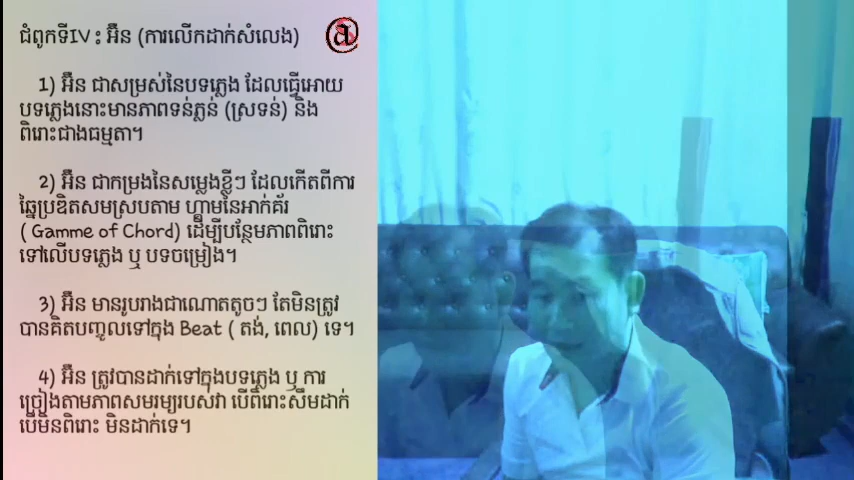 ជំពូកទីIV ៖ អ៊ឺន (ការលើកដាក់សំលេង)
@
1) អ៊ឺន ជាសម្រស់នៃបទភ្លេង ដែលធ្វើអោយ
បទភ្លេងនោះមានភាពទន់ភ្លន់ (ស្រទន់) និង
ពិរោះជាងធម្មតា។
2) អ៊ឺន ជាកម្រងនៃសម្លេងខ្លីៗ ដែលកើតពីការ
ឆ្នៃប្រឌិតសមស្របតាម ហ្គាមនៃអាក់គ័រ
( Gamme of Chord) ដើម្បីបន្ថែមភាពពិរោះ
ទៅលើបទភ្លេង ឬ បទចម្រៀង។
3) អ៊ឺន មានរូបរាងជាណោតតូចៗ តែមិនត្រូវ
បានគិតបញ្ចូលទៅក្នុង Beat ( តង់, ពេល) ទេ។
4) អ៊ឺន ត្រូវបានដាក់ទៅក្នុងបទភ្លេង ឬ ការ
ច្រៀងតាមភាពសមរម្យរបស់វា បើពិរោះសឹមដាក់
បើមិនពិរោះ មិនដាក់ទេ។